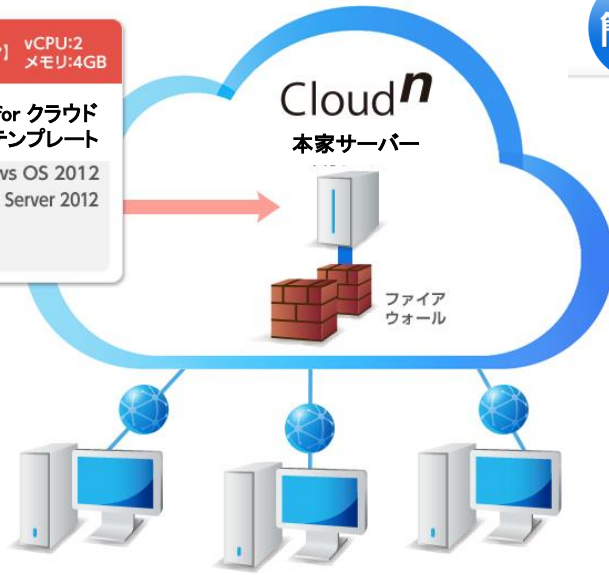 vCPU:2
メモリ:4GB
for クラウド
テンプレート
OS 2012
Server 2012
Cloudn
本家サーバー
ファイア
ウォール